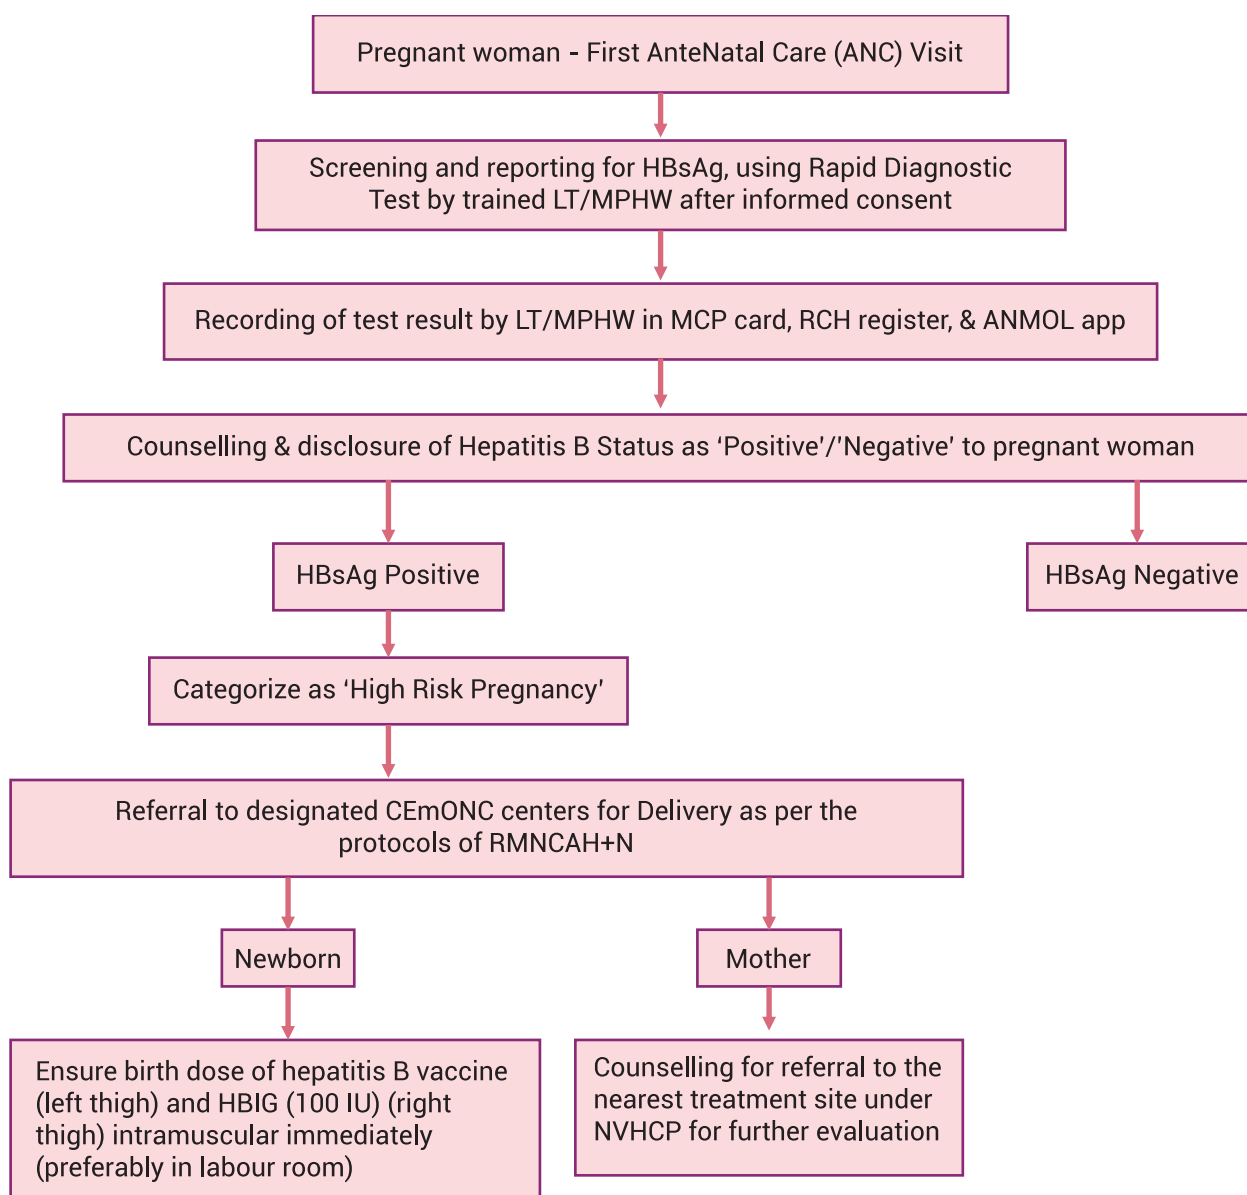 Pregnant woman - First AnteNatal Care (ANC) Visit
Screening and reporting for HBsAg, using Rapid Diagnostic
Test by trained LT/MPHW after informed consent
Recording of test result by LT/MPHW in MCP card, RCH register, & ANMOL app
Counselling & disclosure of Hepatitis B Status as ‘Positive’/’Negative’ to pregnant woman
HBsAg Positive
HBsAg Negative
Categorize as ‘High Risk Pregnancy’
Referral to designated CEmONC centers for Delivery as per the
protocols of RMNCAH+N
Newborn
Mother
Ensure birth dose of hepatitis B vaccine
(left thigh) and HBIG (100 IU) (right
thigh) intramuscular immediately
(preferably in labour room)
Counselling for referral to the
nearest treatment site under
NVHCP for further evaluation